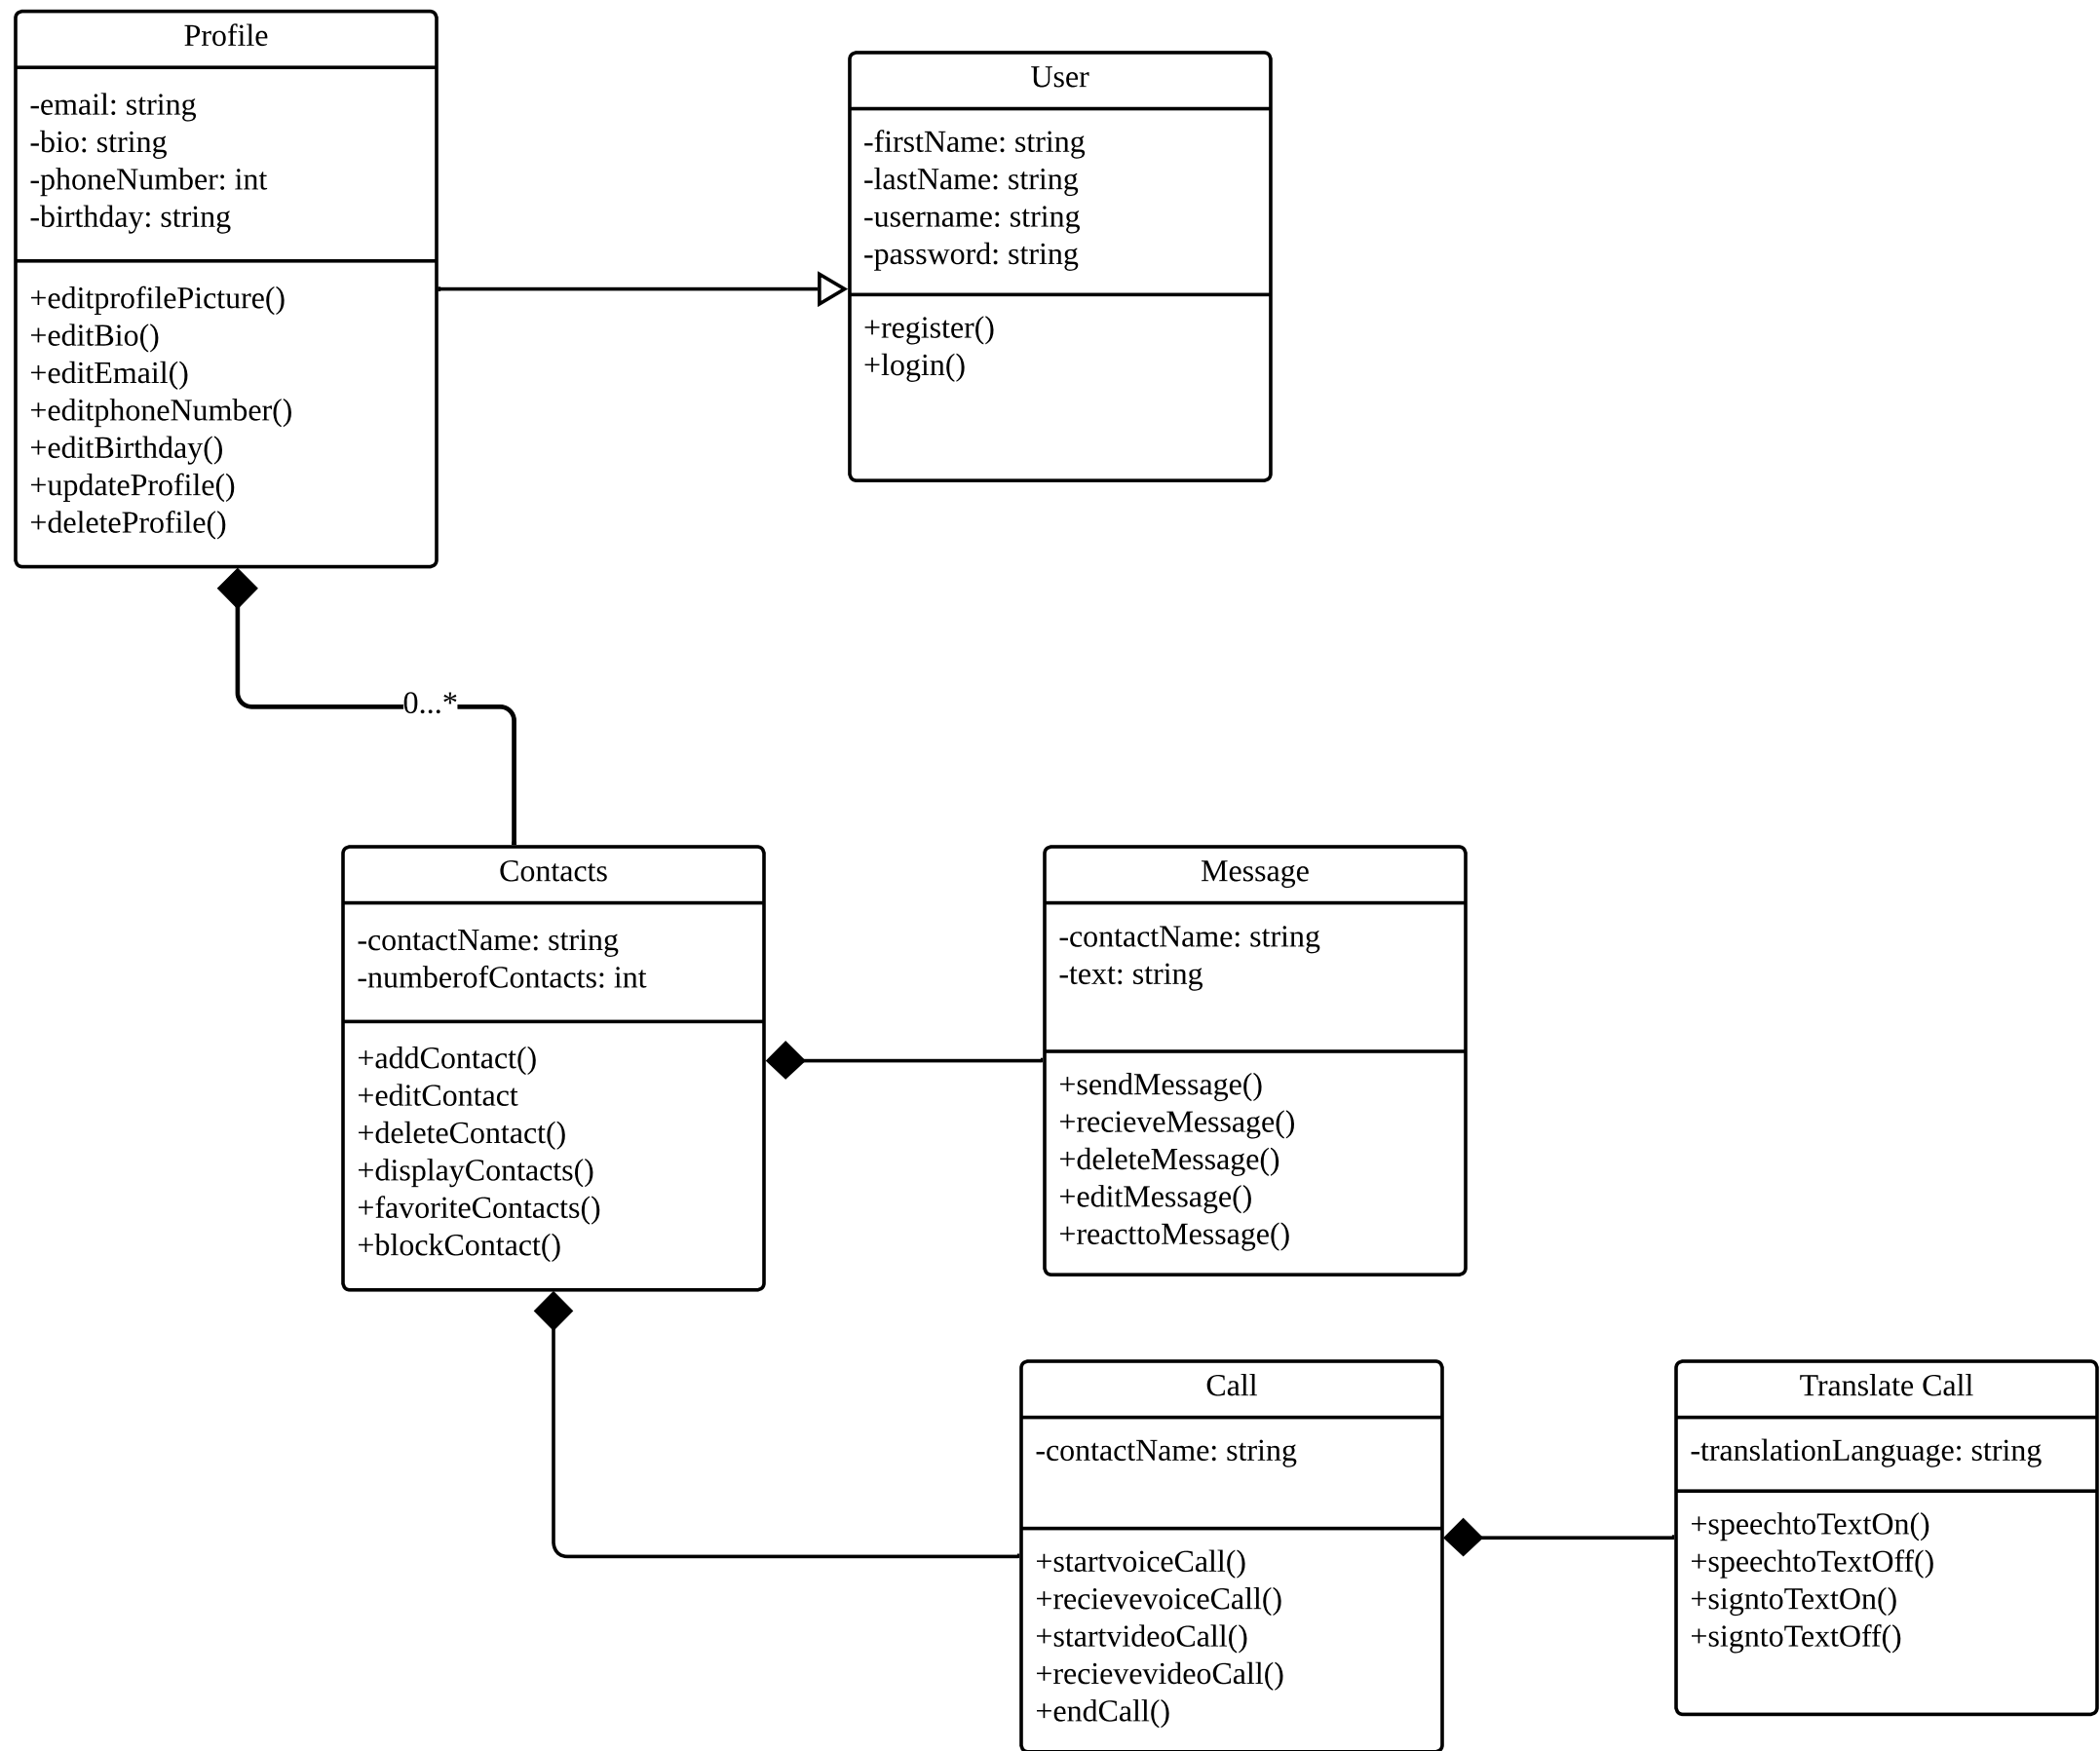 Profile
-email: string
-bio: string
-phoneNumber: int
-birthday: string
+editprofilePicture()
+editBio()
+editEmail()
+editphoneNumber()
+editBirthday()
+updateProfile()
+deleteProfile()
User
-firstName: string
-lastName: string
-username: string
-password: string
+register()
+login()
0...*
Contacts
-contactName: string
-numberofContacts: int
+addContact()
+editContact
+deleteContact()
+displayContacts()
+favoriteContacts()
+blockContact()
Message
-contactName: string
-text: string
+sendMessage()
+recieveMessage()
+deleteMessage()
+editMessage()
+reacttoMessage()
Call
-contactName: string
+startvoiceCall()
+recievevoiceCall()
+startvideoCall()
+recievevideoCall()
+endCall()
Translate Call
-translationLanguage: string
+speechtoTextOn()
+speechtoTextOff()
+signtoTextOn()
+signtoTextOff()